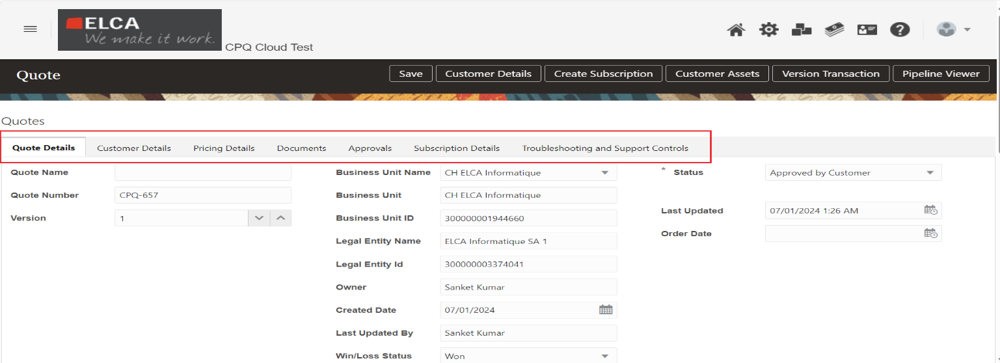 ELCA
We make it work.
CPQ Cloud Test
?
Quote
Save Customer Details Create Subscription Customer Assets Version Transaction Pipeline Viewer
Quotes
Quote Details Customer Details Pricing Details Documents Approvals Subscription Details Troubleshooting and Support Controls
Quote Name Business Unit Name CH ELCA Informatique * Status Approved by Customer
Quote Number CPQ-657 Business Unit CH ELCA Informatique
Version 1 Business Unit ID 300000001944660 Last Updated 07/01/2024 1:26 AM
Legal Entity Name ELCA Informatique SA 1 Order Date
Legal Entity Id 300000003374041
Owner Sanket Kumar
Created Date 07/01/2024
Last Updated By Sanket Kumar
Win/Loss Status Won